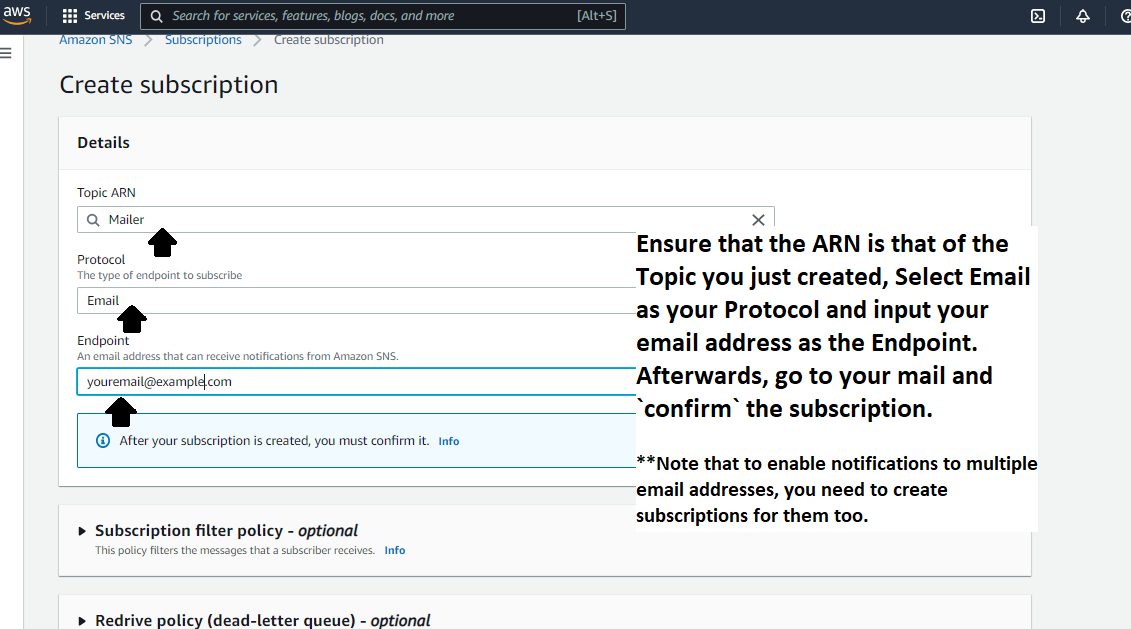 aws
Services
Search for services, features, blogs, docs, and more
[Alt+S]
Amazon SNS
Subscriptions
Create subscription
Create subscription
Details
Topic ARN
Mailer
Protocol
The type of endpoint to subscribe
Email
Endpoint
An email address that can receive notifications from Amazon SNS.
youremail@example.com
After your subscription is created, you must confirm it. Info
Ensure that the ARN is that of the
Topic you just created, Select Email
as your Protocol and input your
email address as the Endpoint.
Afterwards, go to your mail and
`confirm` the subscription.
**Note that to enable notifications to multiple
email addresses, you need to create
subscriptions for them too.
Subscription filter policy - optional
This policy filters the messages that a subscriber receives. Info
Redrive policy (dead-letter queue) - optional